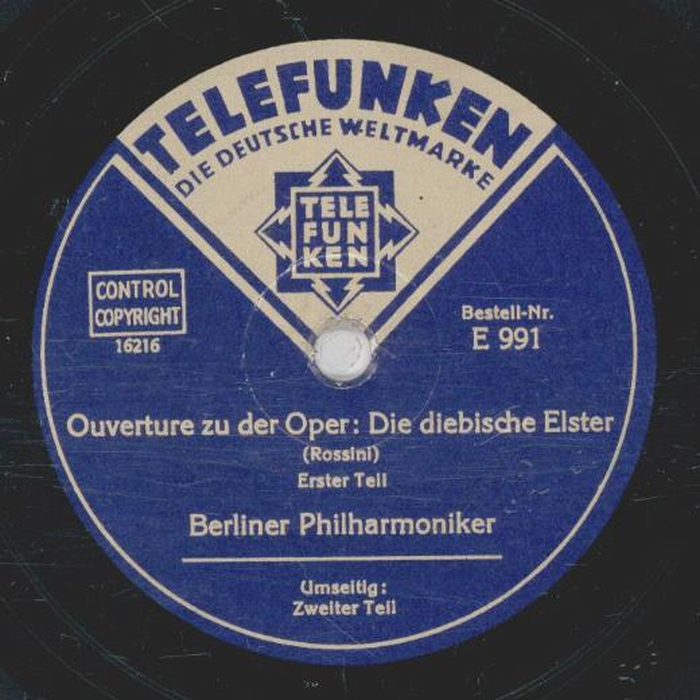 TELEFUNKEN
DIE DEUTSCHE WELTMARKE
TELE
FUN
KEN
CONTROL
COPYRIGHT
16216
Bestell-Nr.
E 991
Ouverture zu der Oper: Die diebische Elster
(Rossini)
Erster Teil
Berliner Philharmoniker
Umseitig:
Zweiter Teil